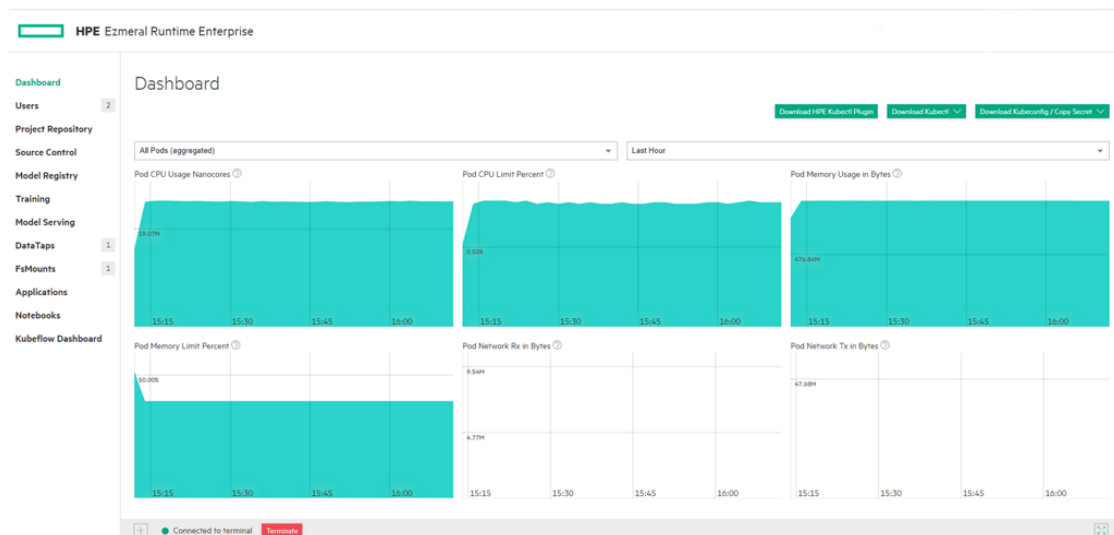 HPE Ezmeral Runtime Enterprise
Dashboard
Users 2
Project Repository
Source Control
Model Registry
Training
Model Serving
DataTaps 1
FsMounts 1
Applications
Notebooks
Kubeflow Dashboard
Dashboard
Download HPE Kubectl Plugin Download Kubectl Download Kubeconfig / Copy Secret
All Pods (aggregated) Last Hour
Pod CPU Usage Nanocores Pod CPU Limit Percent Pod Memory Usage in Bytes
19.07M 0.50% 476.84M
15:15 15:30 15:45 16:00 15:15 15:30 15:45 16:00 15:15 15:30 15:45 16:00
Pod Memory Limit Percent Pod Network Rx in Bytes Pod Network Tx in Bytes
50.00% 9.54M 47.68M
4.77M
15:15 15:30 15:45 16:00 15:15 15:30 15:45 16:00 15:15 15:30 15:45 16:00
Connected to terminal Terminate